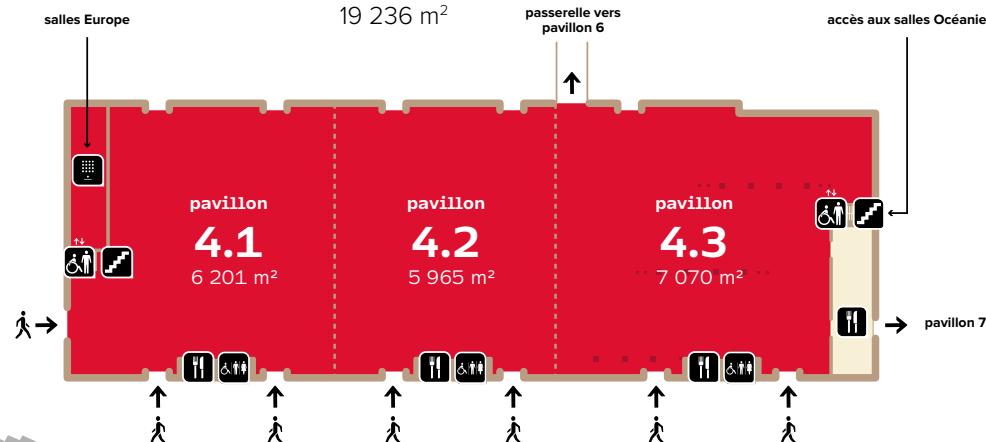 19 236 m²
salles Europe
passerelle vers
pavillon 6
accès aux salles Océanie
pavillon
4.1
6 201 m²
pavillon
4.2
5 965 m²
pavillon
4.3
7 070 m²
pavillon 7